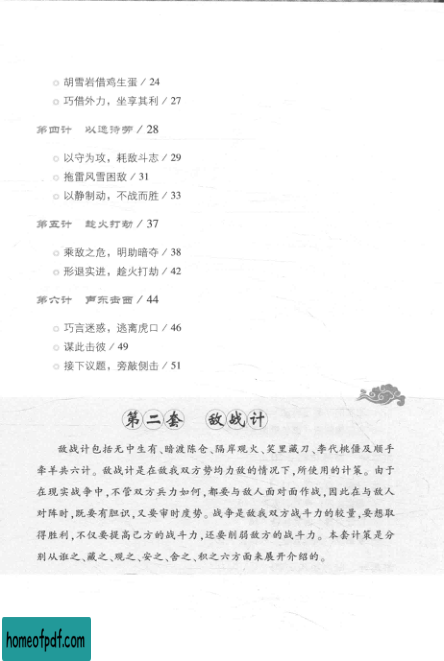 ○ 胡雪岩借鸡生蛋 / 24
○ 巧借外力，坐享其利 / 27
第四计 以逸待劳 / 28
○ 以守为攻，耗敌斗志 / 29
○ 拖雷风雪困敌 / 31
○ 以静制动，不战而胜 / 33
第五计 趁火打劫 / 37
○ 乘敌之危，明助暗夺 / 38
○ 形退实进，趁火打劫 / 42
第六计 声东击西 / 44
○ 巧言迷惑，逃离虎口 / 46
○ 谋此击彼 / 49
○ 接下议题，旁敲侧击 / 51
第二套 敌战计
敌战计包括无中生有、暗渡陈仓、隔岸观火、笑里藏刀、李代桃僵及顺手
牵羊共六计。敌战计是在敌我双方势均力敌的情况下，所使用的计策。由于
在现实战争中，不管双方兵力如何，都要与敌人面对面作战，因此在与敌人
对阵时，既要有胆识，又要审时度势。战争是敌我双方战斗力的较量，要想取
得胜利，不仅要提高己方的战斗力，还要削弱敌方的战斗力。本套计策是分
别从诳之、藏之、观之、安之、舍之、积之六方面来展开介绍的。
homeofpdf.com